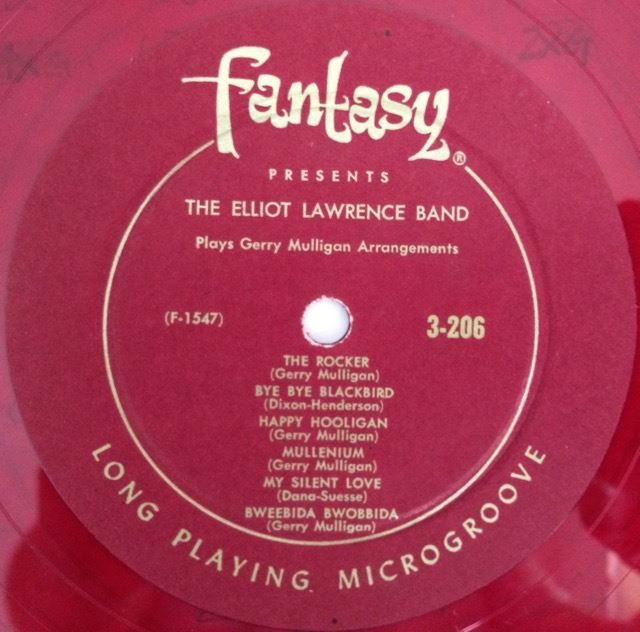 fantasy®
PRESENTS
THE ELLIOT LAWRENCE BAND
Plays Gerry Mulligan Arrangements
(F-1547)
3-206
THE ROCKER
(Gerry Mulligan)
BYE BYE BLACKBIRD
(Dixon-Henderson)
HAPPY HOOLIGAN
(Gerry Mulligan)
MULLENIUM
(Gerry Mulligan)
MY SILENT LOVE
(Dana-Suesse)
BWEEBIDA BWOBBIDA
(Gerry Mulligan)
LONG PLAYING MICROGROOVE